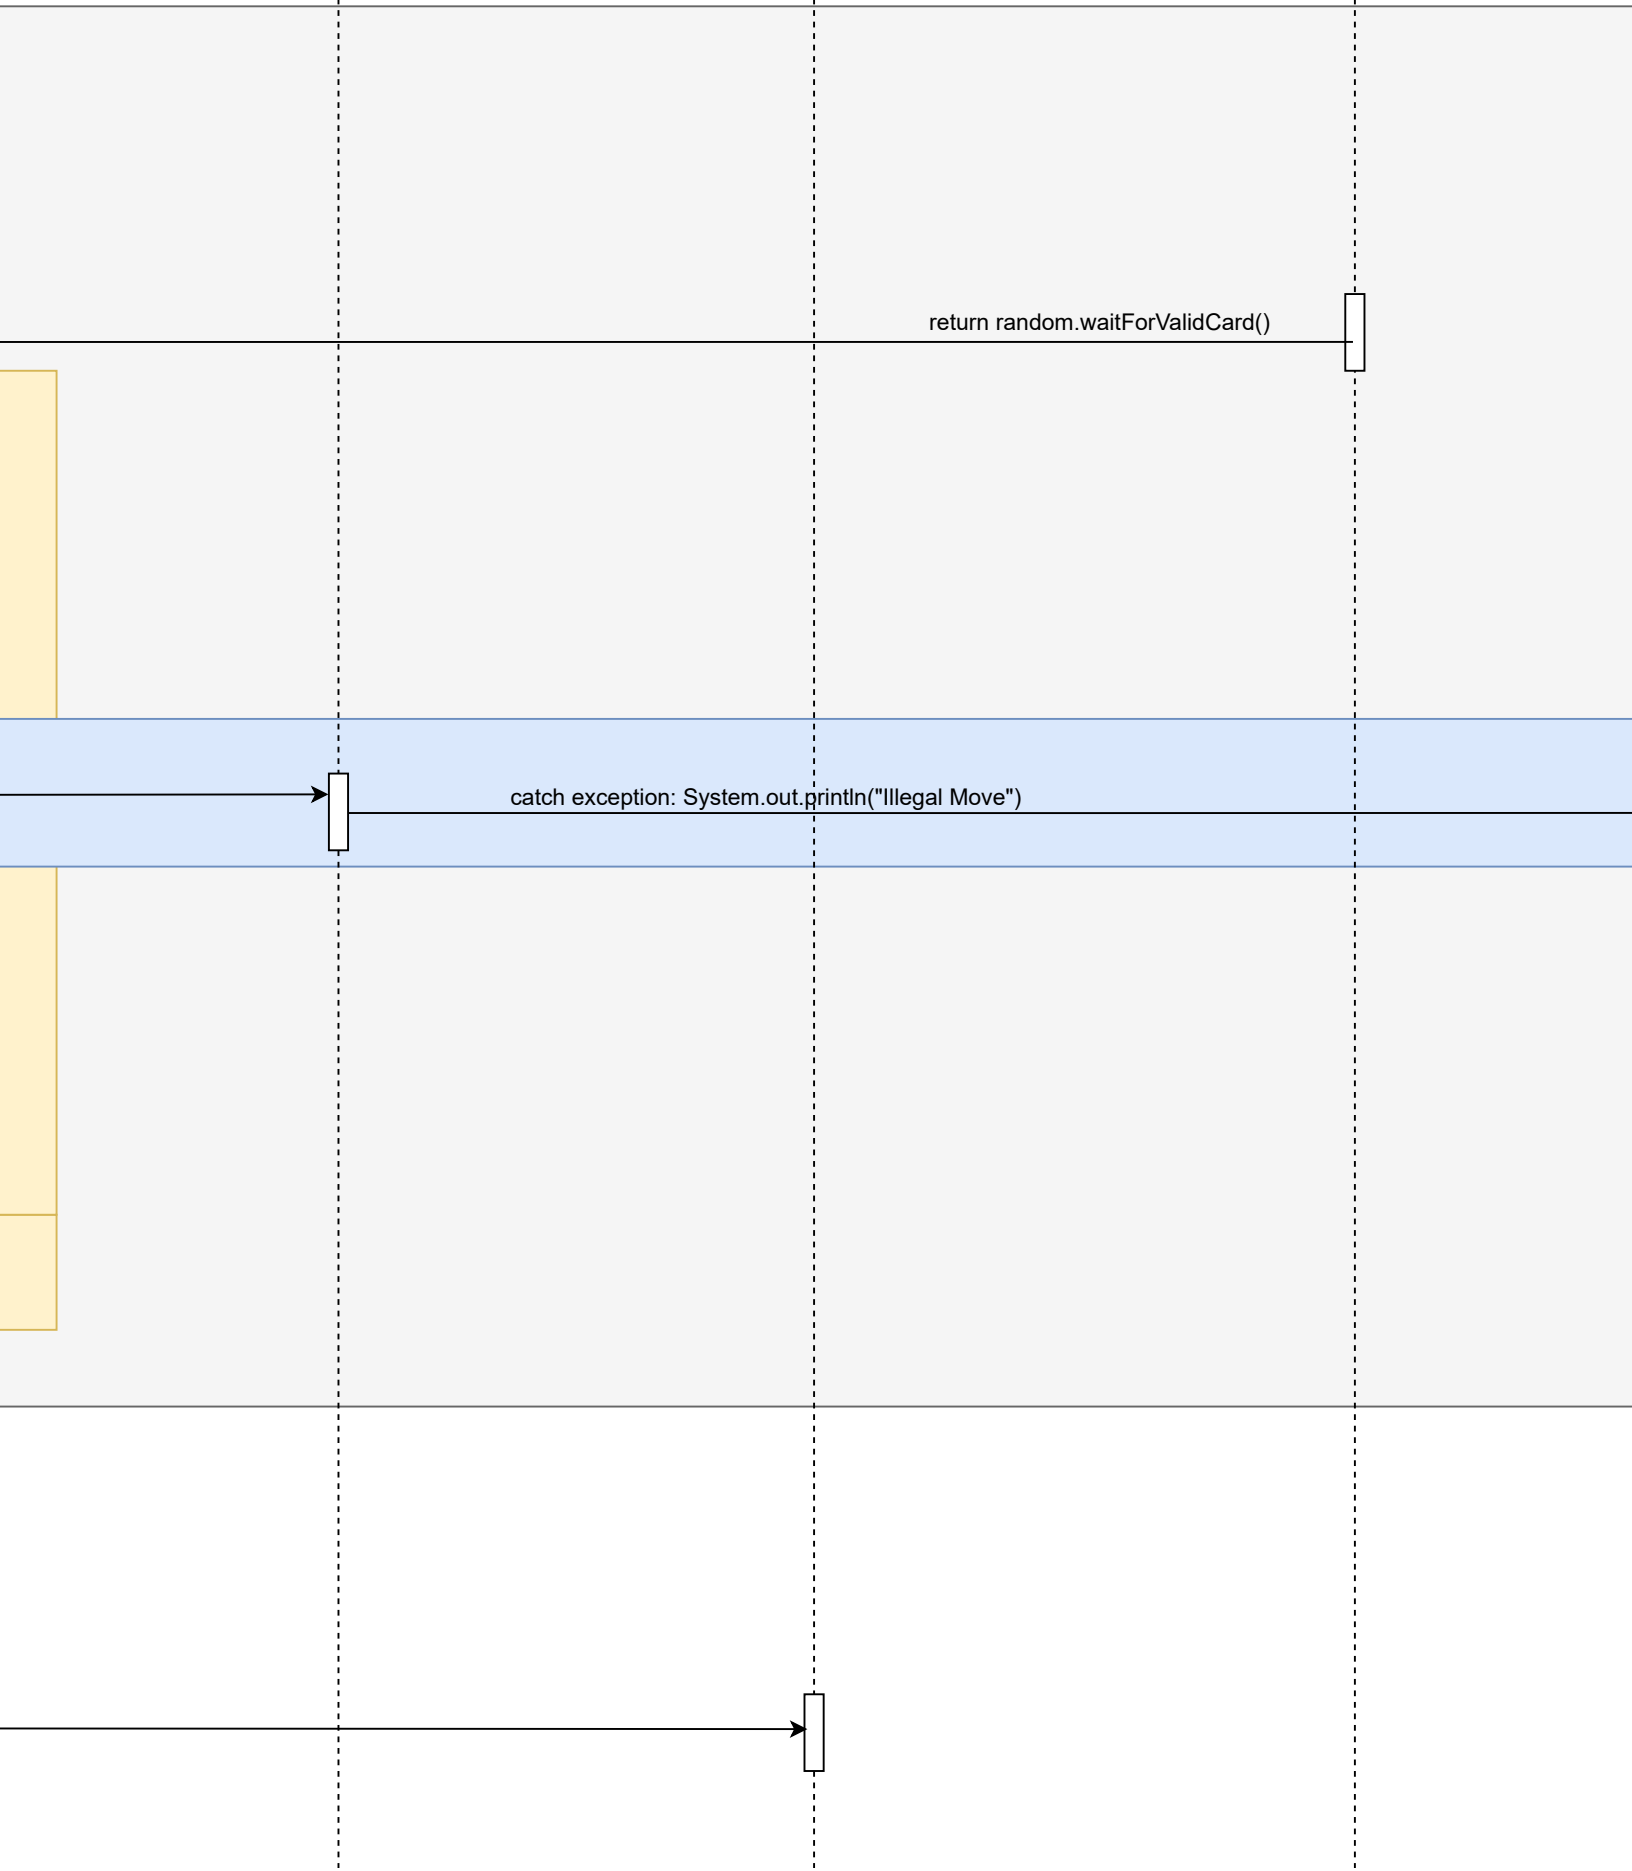 return random.waitForValidCard()
catch exception: System.out.println("Illegal Move")